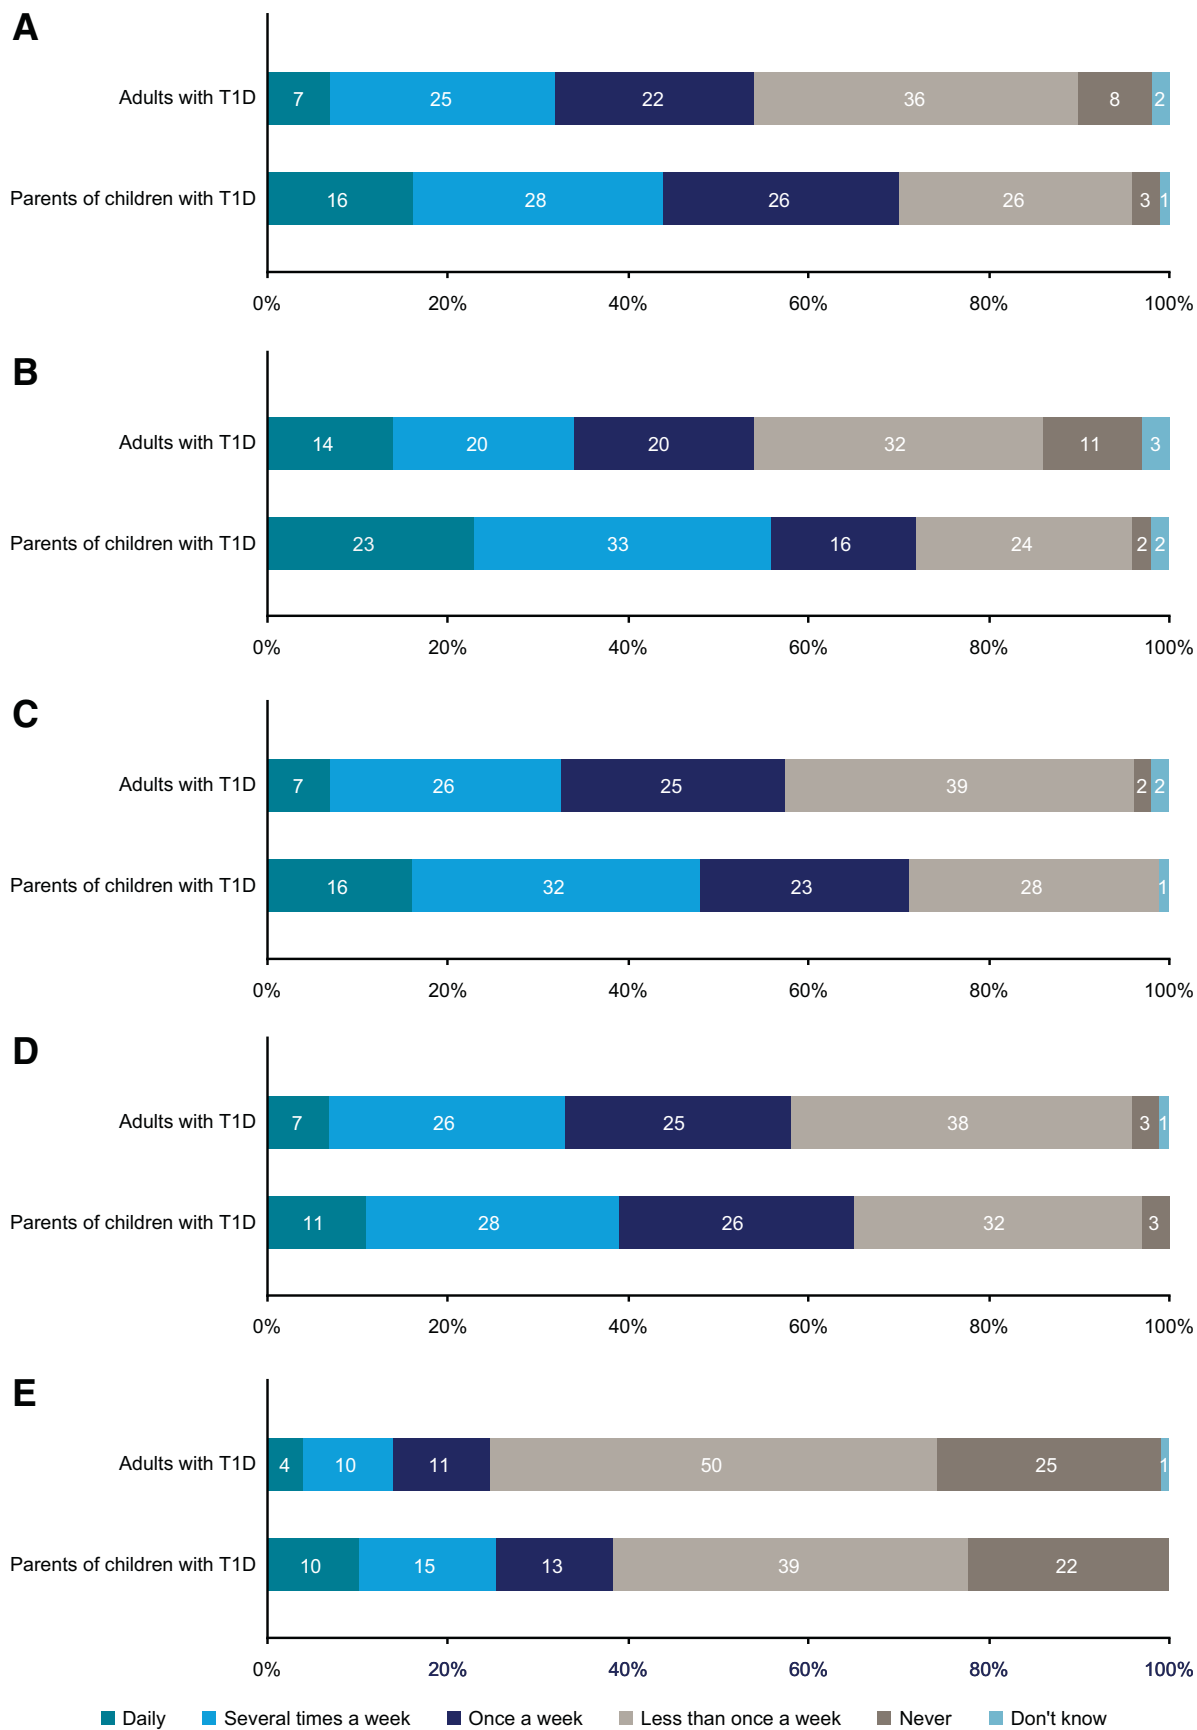 A
Adults with T1D 7 25 22 36 8 2
Parents of children with T1D 16 28 26 26 3 1
0% 20% 40% 60% 80% 100%
B
Adults with T1D 14 20 20 32 11 3
Parents of children with T1D 23 33 16 24 2 2
0% 20% 40% 60% 80% 100%
C
Adults with T1D 7 26 25 39 2 2
Parents of children with T1D 16 32 23 28 1
0% 20% 40% 60% 80% 100%
D
Adults with T1D 7 26 25 38 3 1
Parents of children with T1D 11 28 26 32 3
0% 20% 40% 60% 80% 100%
E
Adults with T1D 4 10 11 50 25 1
Parents of children with T1D 10 15 13 39 22
0% 20% 40% 60% 80% 100%
Daily Several times a week Once a week Less than once a week Never Don't know